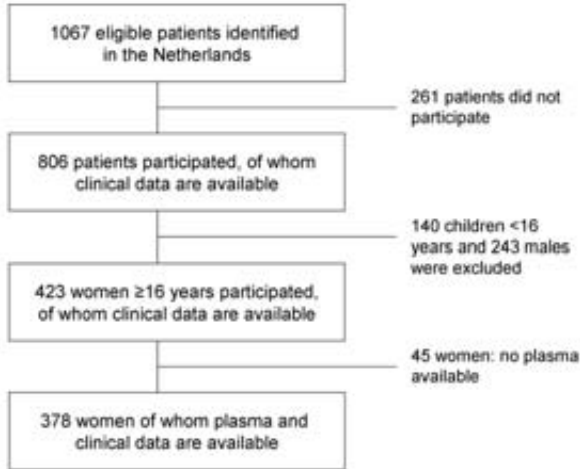 1067 eligible patients identified
in the Netherlands
261 patients did not
participate
806 patients participated, of whom
clinical data are available
140 children <16
years and 243 males
were excluded
423 women ≥16 years participated,
of whom clinical data are available
45 women: no plasma
available
378 women of whom plasma and
clinical data are available